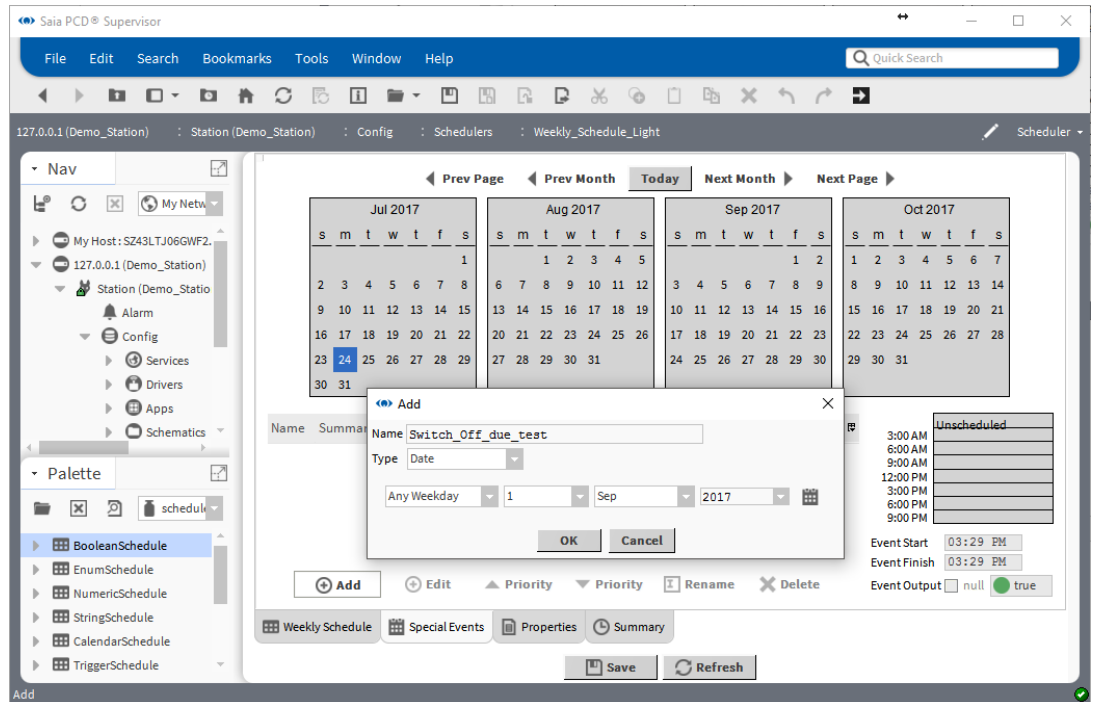 Saia PCD® Supervisor
File Edit Search Bookmarks Tools Window Help Quick Search
127.0.0.1 (Demo_Station) : Station (Demo_Station) : Config : Schedulers : Weekly_Schedule_Light Scheduler
Nav
My Netw
My Host : SZ43LTJ06GWF2.
127.0.0.1 (Demo_Station)
Station (Demo_Statio
Alarm
Config
Services
Drivers
Apps
Schematics
Palette
schedule
BooleanSchedule
EnumSchedule
NumericSchedule
StringSchedule
CalendarSchedule
TriggerSchedule
Prev Page Prev Month Today Next Month Next Page
Jul 2017
s m t w t f s
1
2 3 4 5 6 7 8
9 10 11 12 13 14 15
16 17 18 19 20 21 22
23 24 25 26 27 28 29
30 31
Aug 2017
s m t w t f s
1 2 3 4 5
6 7 8 9 10 11 12
13 14 15 16 17 18 19
20 21 22 23 24 25 26
27 28 29 30 31
Sep 2017
s m t w t f s
1 2
3 4 5 6 7 8 9
10 11 12 13 14 15 16
17 18 19 20 21 22 23
24 25 26 27 28 29 30
Oct 2017
s m t w t f s
1 2 3 4 5 6 7
8 9 10 11 12 13 14
15 16 17 18 19 20 21
22 23 24 25 26 27 28
29 30 31
Name Summar
Add
Name Switch_Off_due_test
Type Date
Any Weekday 1 Sep 2017
OK Cancel
Unscheduled
3:00 AM
6:00 AM
9:00 AM
12:00 PM
3:00 PM
6:00 PM
9:00 PM
Event Start 03:29 PM
Event Finish 03:29 PM
Event Output null true
Add Edit Priority Priority Rename Delete
Weekly Schedule Special Events Properties Summary
Save Refresh
Add